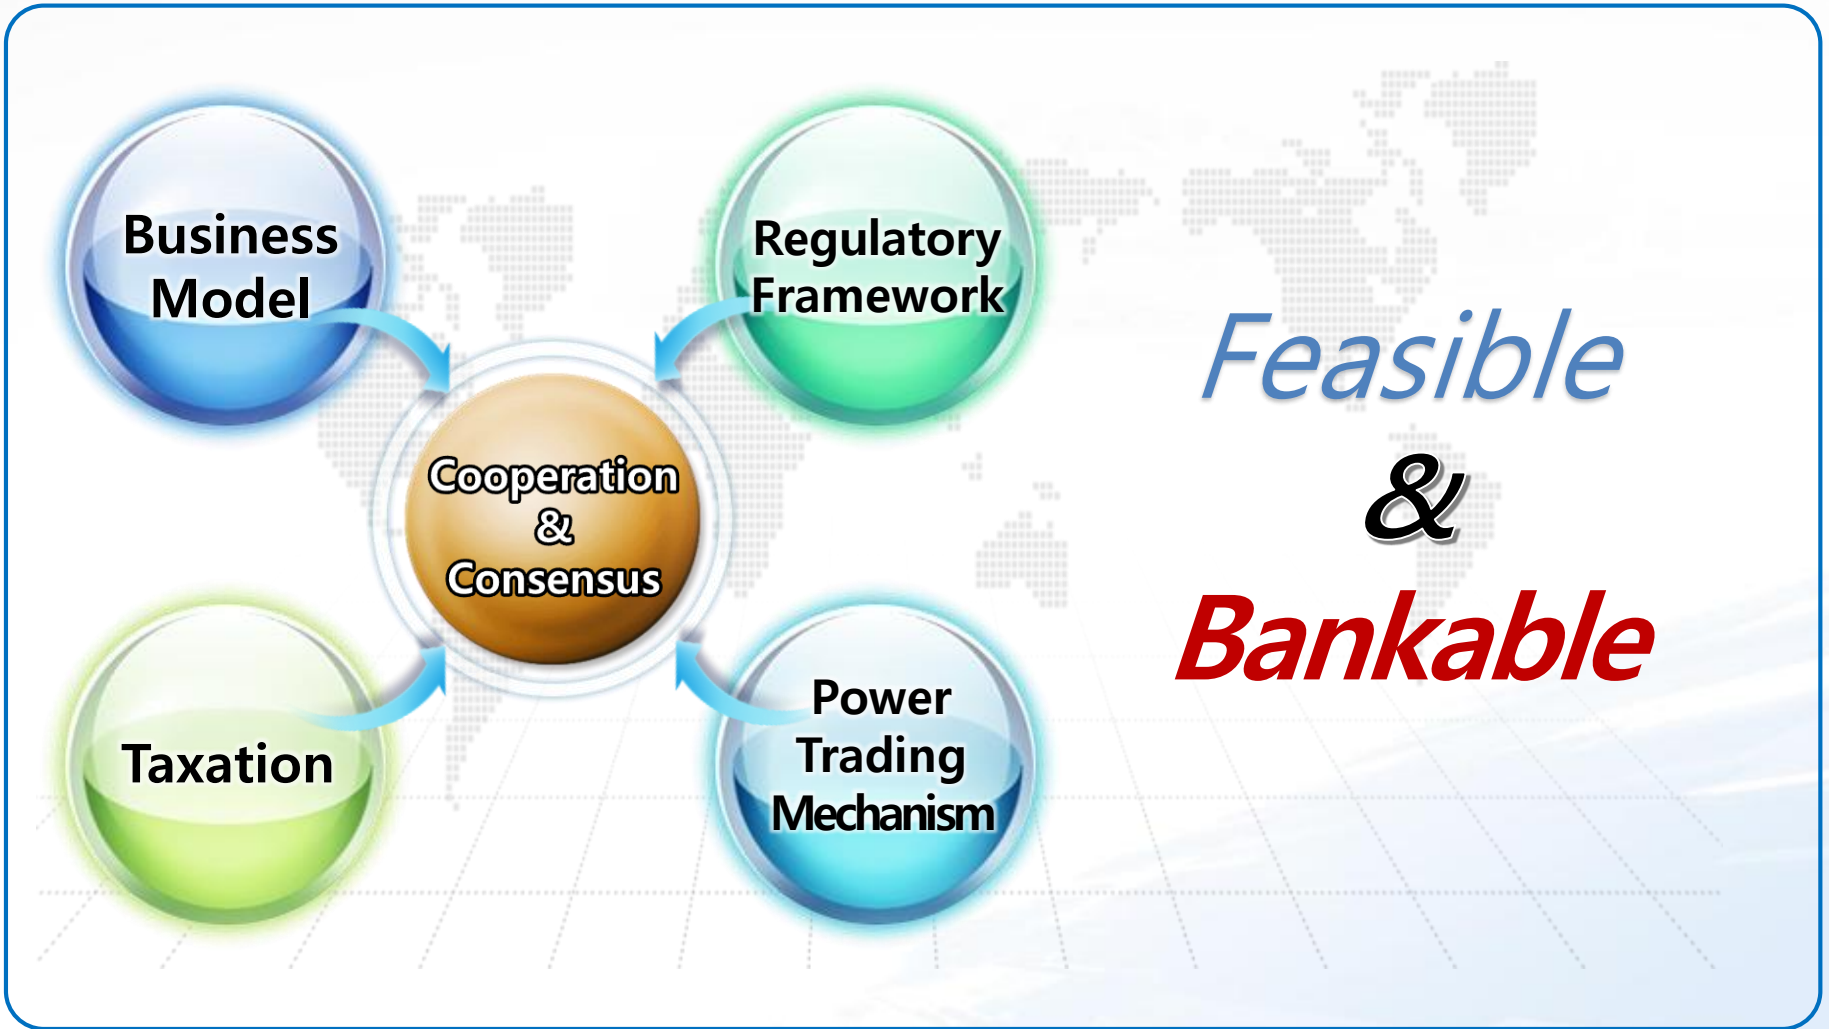 Business
Model
Regulatory
Framework
Cooperation
&
Consensus
Taxation
Power
Trading
Mechanism
Feasible
&
Bankable